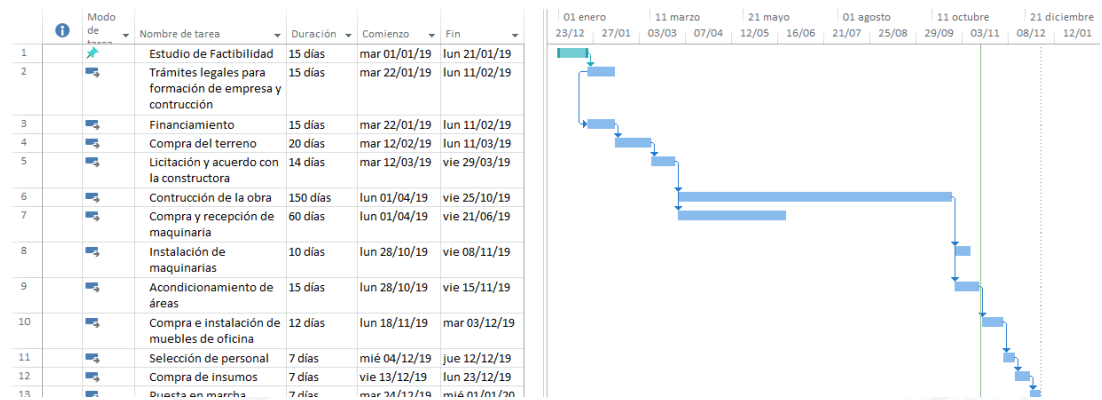 Modo de tarea Nombre de tarea Duración Comienzo Fin
01 enero 11 marzo 21 mayo 01 agosto 11 octubre 21 diciembre
23/12 27/01 03/03 07/04 12/05 16/06 21/07 25/08 29/09 03/11 08/12 12/01
1 Estudio de Factibilidad 15 días mar 01/01/19 lun 21/01/19
2 Trámites legales para 15 días mar 22/01/19 lun 11/02/19
formación de empresa y
contrucción
3 Financiamiento 15 días mar 22/01/19 lun 11/02/19
4 Compra del terreno 20 días mar 12/02/19 lun 11/03/19
5 Licitación y acuerdo con 14 días mar 12/03/19 vie 29/03/19
la constructora
6 Contrucción de la obra 150 días lun 01/04/19 vie 25/10/19
7 Compra y recepción de 60 días lun 01/04/19 vie 21/06/19
maquinaria
8 Instalación de 10 días lun 28/10/19 vie 08/11/19
maquinarias
9 Acondicionamiento de 15 días lun 28/10/19 vie 15/11/19
áreas
10 Compra e instalación de 12 días lun 18/11/19 mar 03/12/19
muebles de oficina
11 Selección de personal 7 días mié 04/12/19 jue 12/12/19
12 Compra de insumos 7 días vie 13/12/19 lun 23/12/19
13 Puesta en marcha 7 días mar 24/12/19 mié 01/01/20